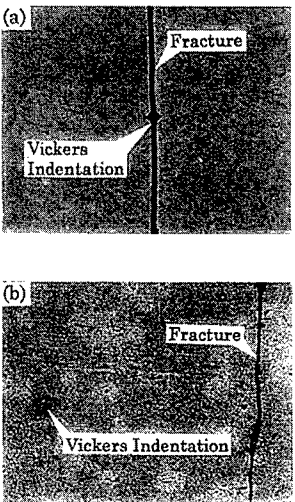 (a)
Fracture
Vickers
Indentation
(b)
Fracture
Vickers Indentation